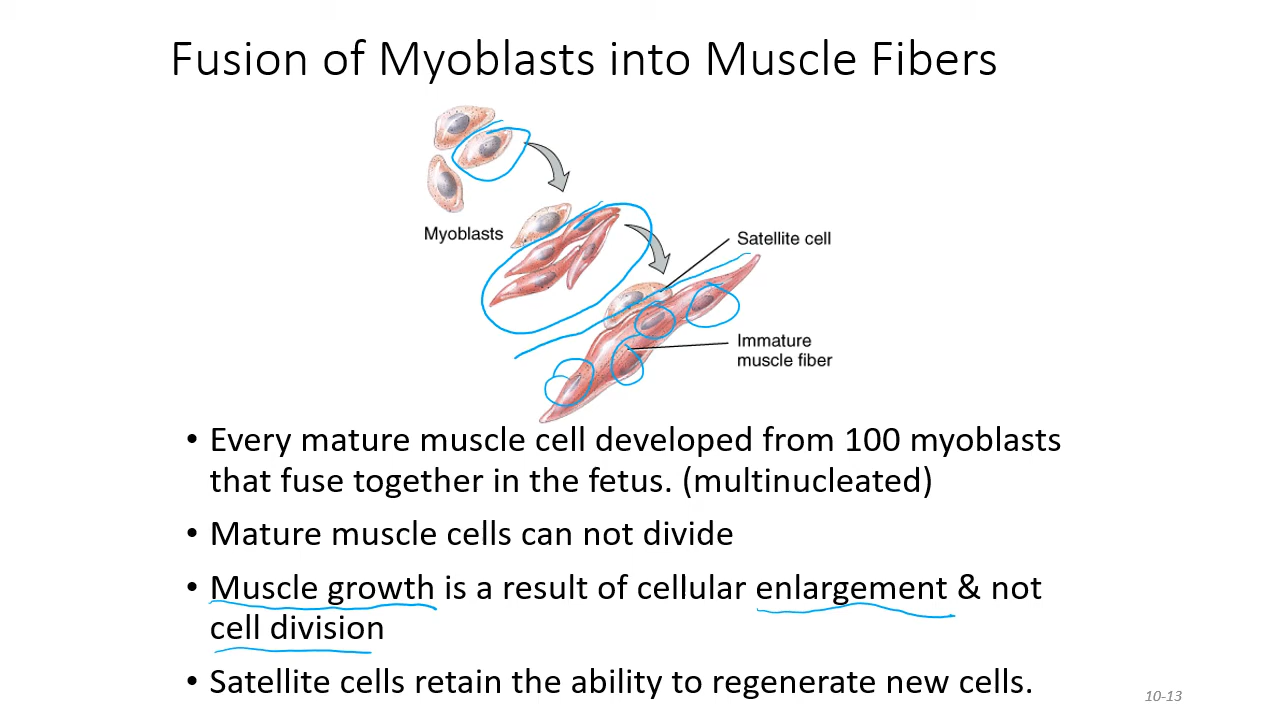 Fusion of Myoblasts into Muscle Fibers
Myoblasts
Satellite cell
Immature
muscle fiber
• Every mature muscle cell developed from 100 myoblasts
that fuse together in the fetus. (multinucleated)
• Mature muscle cells can not divide
• Muscle growth is a result of cellular enlargement & not
cell division
• Satellite cells retain the ability to regenerate new cells.
10-13